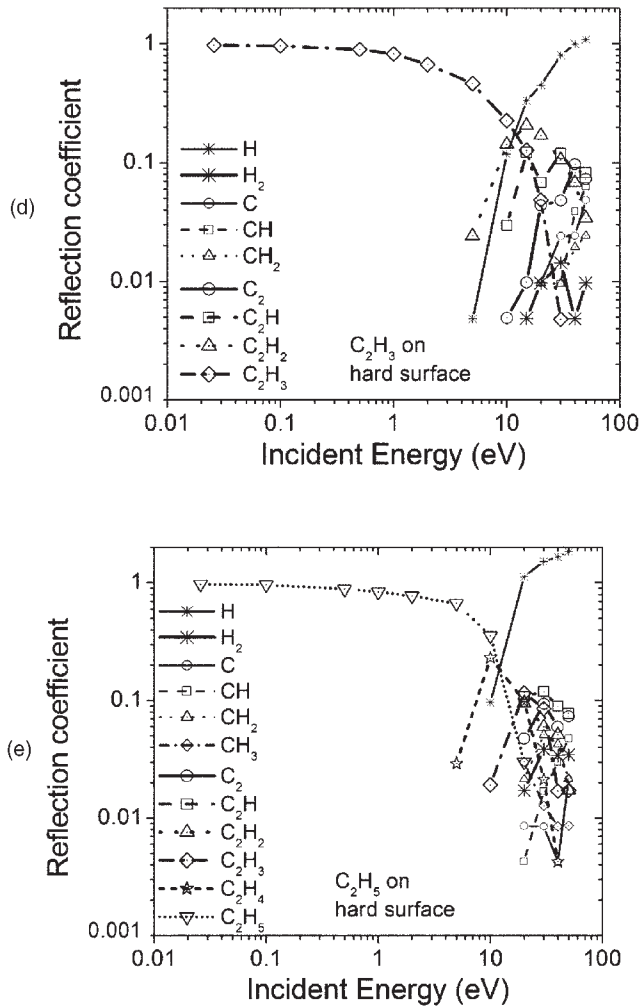 (d)
Reflection coefficient
1
0.1
0.01
0.001
H
H₂
C
CH
CH₂
C₂
C₂H
C₂H₂
C₂H₃
C₂H₃ on
hard surface
0.01
0.1
1
10
100
Incident Energy (eV)
(e)
Reflection coefficient
1
0.1
0.01
0.001
H
H₂
C
CH
CH₂
CH₃
C₂
C₂H
C₂H₂
C₂H₃
C₂H₄
C₂H₅
C₂H₅ on
hard surface
0.01
0.1
1
10
100
Incident Energy (eV)